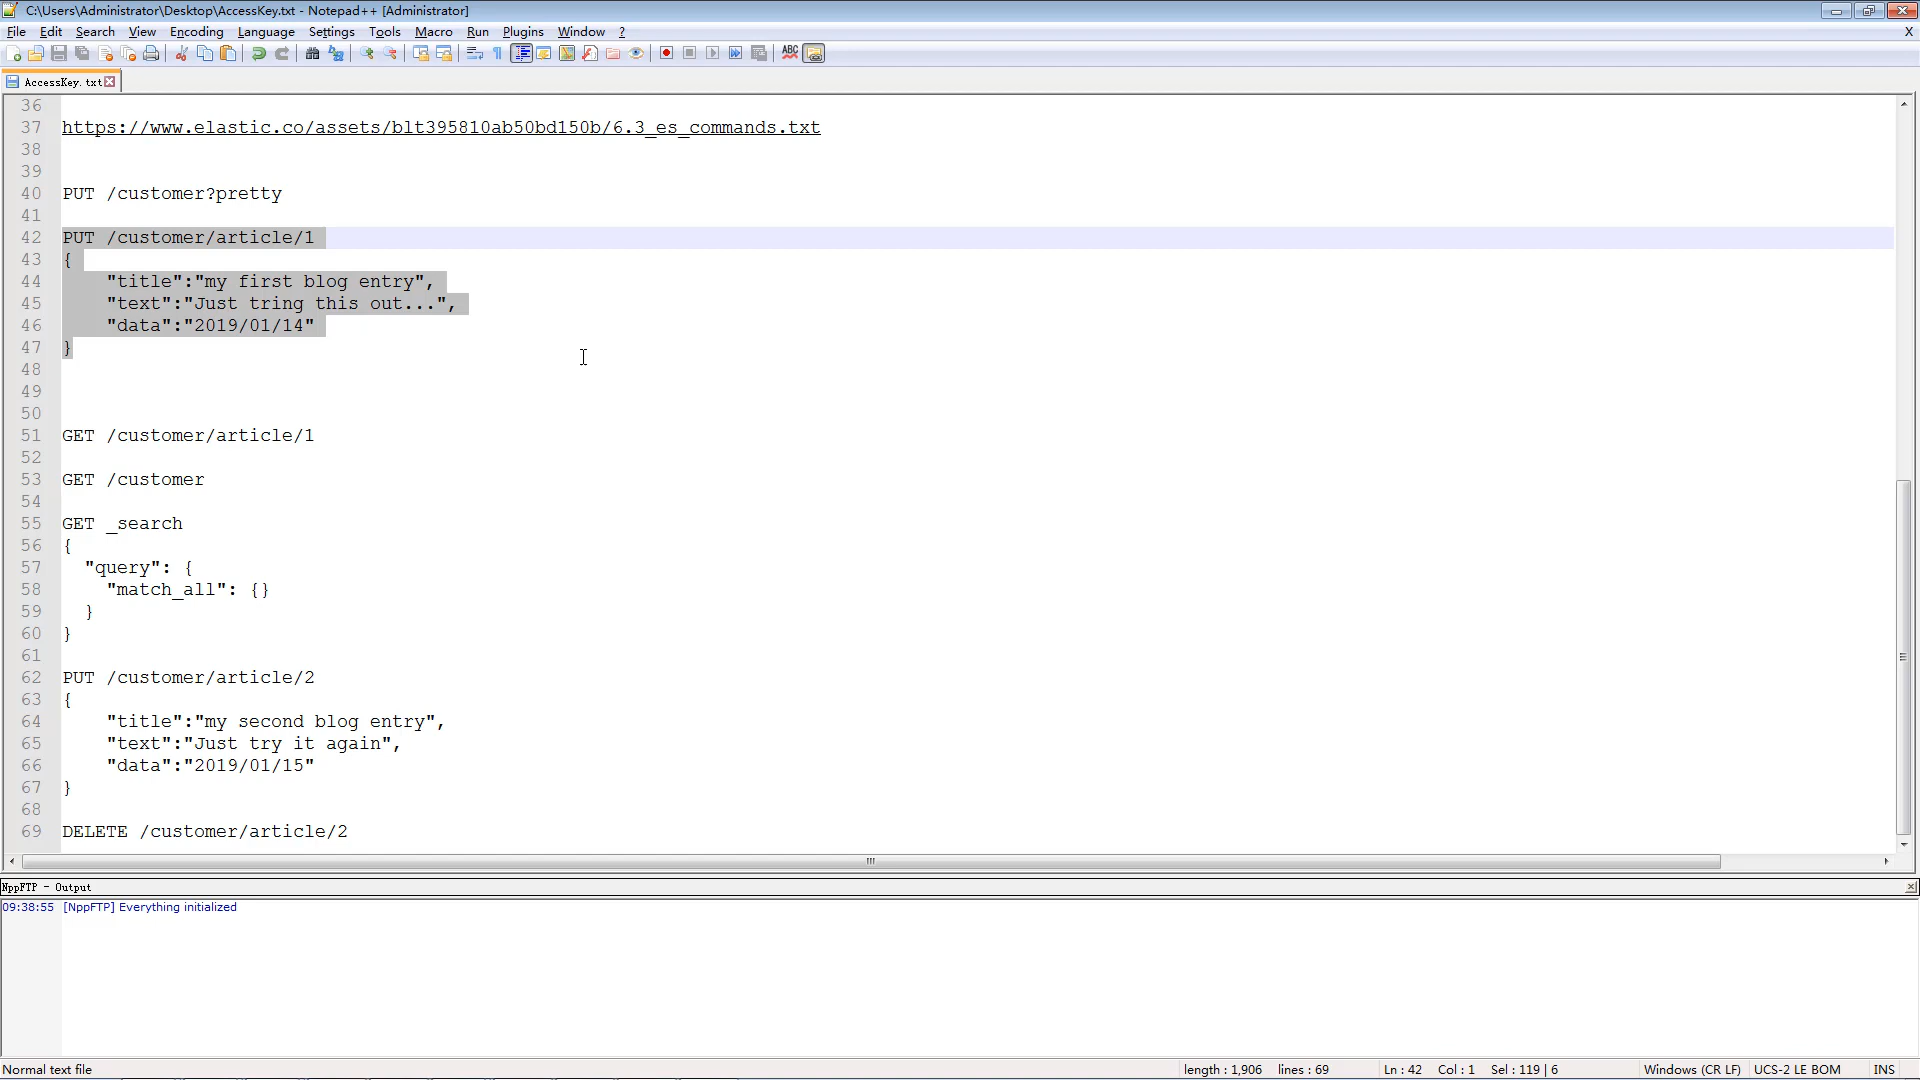 C:\Users\Administrator\Desktop\AccessKey.txt - Notepad++ [Administrator]
File Edit Search View Encoding Language Settings Tools Macro Run Plugins Window ? X
AccessKey.txt
36
37 https://www.elastic.co/assets/blt395810ab50bd150b/6.3_es_commands.txt
38
39
40 PUT /customer?pretty
41
42 PUT /customer/article/1
43 {
44 "title":"my first blog entry",
45 "text":"Just tring this out...",
46 "data":"2019/01/14"
47 }
48
49
50
51 GET /customer/article/1
52
53 GET /customer
54
55 GET _search
56 {
57 "query": {
58 "match_all": {}
59 }
60 }
61
62 PUT /customer/article/2
63 {
64 "title":"my second blog entry",
65 "text":"Just try it again",
66 "data":"2019/01/15"
67 }
68
69 DELETE /customer/article/2
NppFTP - Output
09:38:55 [NppFTP] Everything initialized
Normal text file length : 1,906 lines : 69 Ln : 42 Col : 1 Sel : 119 | 6 Windows (CR LF) UCS-2 LE BOM INS